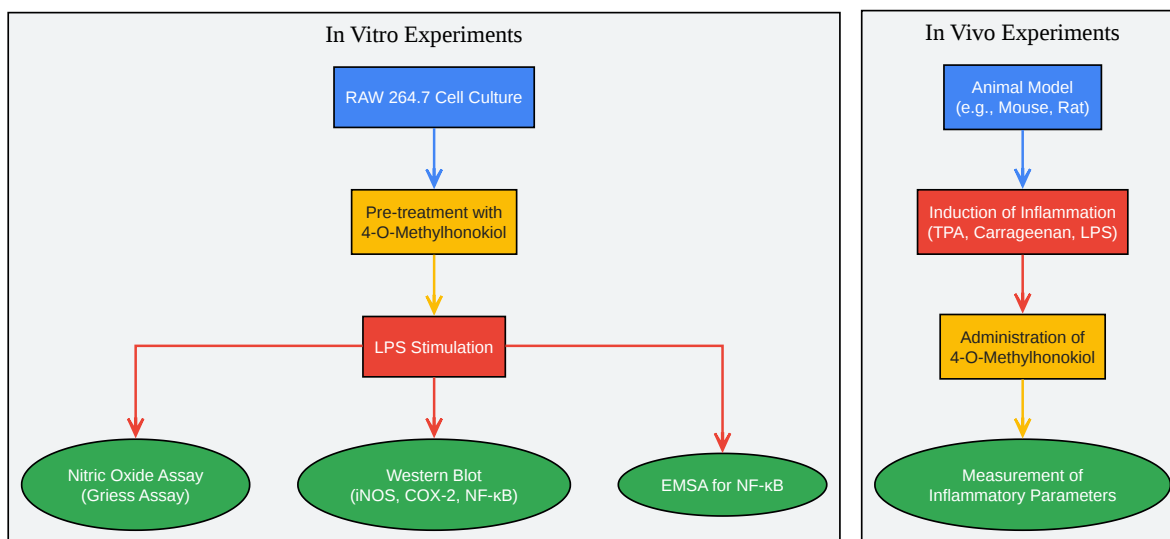 In Vitro Experiments
RAW 264.7 Cell Culture
Pre-treatment with
4-O-Methylhonokiol
LPS Stimulation
Nitric Oxide Assay
(Griess Assay)
Western Blot
(iNOS, COX-2, NF-κB)
EMSA for NF-κB
In Vivo Experiments
Animal Model
(e.g., Mouse, Rat)
Induction of Inflammation
(TPA, Carrageenan, LPS)
Administration of
4-O-Methylhonokiol
Measurement of
Inflammatory Parameters